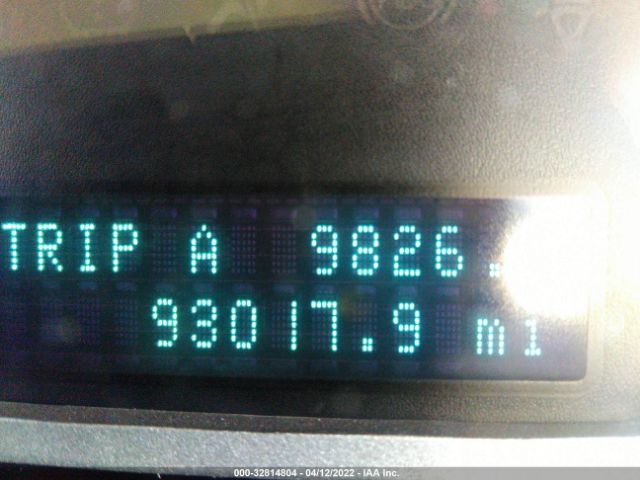 TRIP A 9826.
93017.9 mi
000-32814804 - 04/12/2022 - IAA Inc.